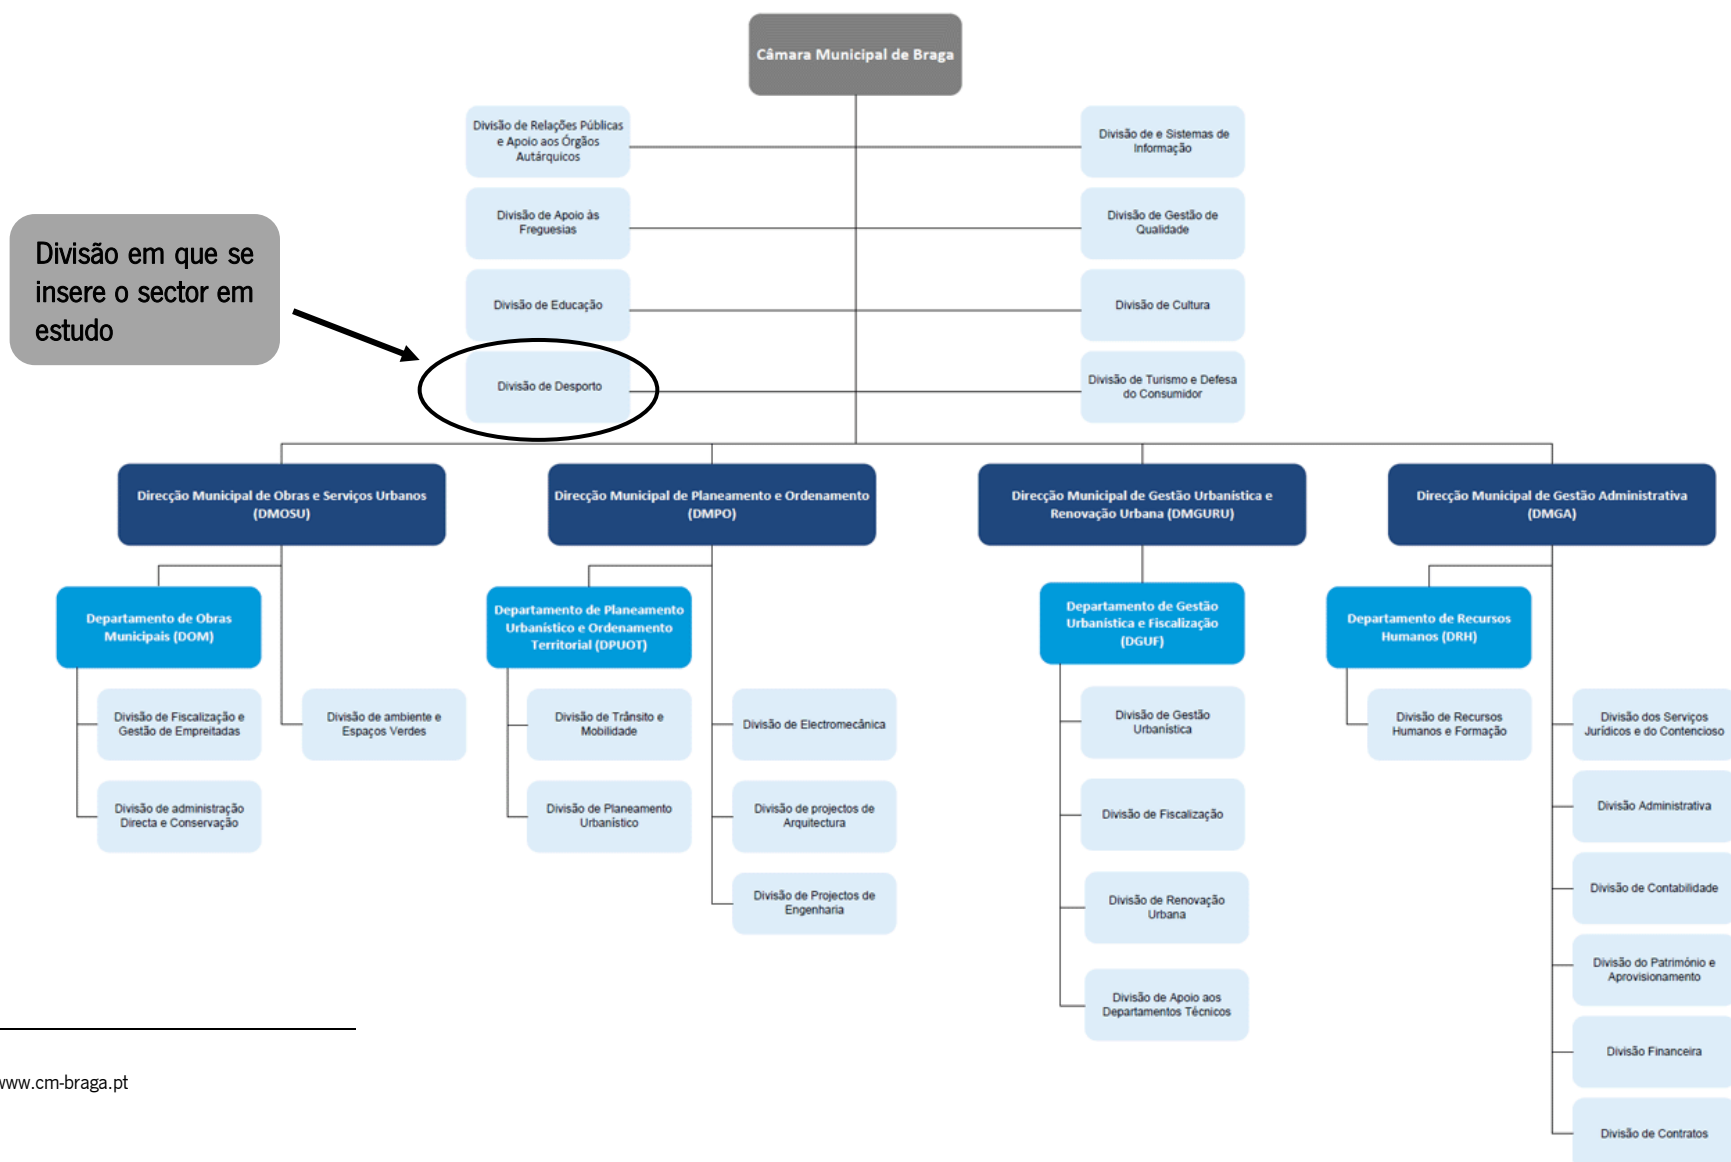 Câmara Municipal de Braga
Divisão de Relações Públicas
e Apoio aos Órgãos
Autárquicos
Divisão de e Sistemas de
Informação
Divisão de Apoio às
Freguesias
Divisão de Gestão de
Qualidade
Divisão em que se
insere o sector em
estudo
Divisão de Educação
Divisão de Cultura
Divisão de Desporto
Divisão de Turismo e Defesa
do Consumidor
Direcção Municipal de Obras e Serviços Urbanos
(DMOSU)
Direcção Municipal de Planeamento e Ordenamento
(DMPO)
Direcção Municipal de Gestão Urbanística e
Renovação Urbana (DMGURU)
Direcção Municipal de Gestão Administrativa
(DMGA)
Departamento de Obras
Municipais (DOM)
Departamento de Planeamento
Urbanístico e Ordenamento
Territorial (DPUOT)
Departamento de Gestão
Urbanística e Fiscalização
(DGUF)
Departamento de Recursos
Humanos (DRH)
Divisão de Fiscalização e
Gestão de Empreitadas
Divisão de ambiente e
Espaços Verdes
Divisão de Trânsito e
Mobilidade
Divisão de Electromecânica
Divisão de Gestão
Urbanística
Divisão de Recursos
Humanos e Formação
Divisão dos Serviços
Jurídicos e do Contencioso
Divisão de administração
Directa e Conservação
Divisão de Planeamento
Urbanístico
Divisão de projectos de
Arquitectura
Divisão de Fiscalização
Divisão Administrativa
Divisão de Projectos de
Engenharia
Divisão de Renovação
Urbana
Divisão de Contabilidade
Divisão de Apoio aos
Departamentos Técnicos
Divisão do Património e
Aprovisionamento
Divisão Financeira
www.cm-braga.pt
Divisão de Contratos